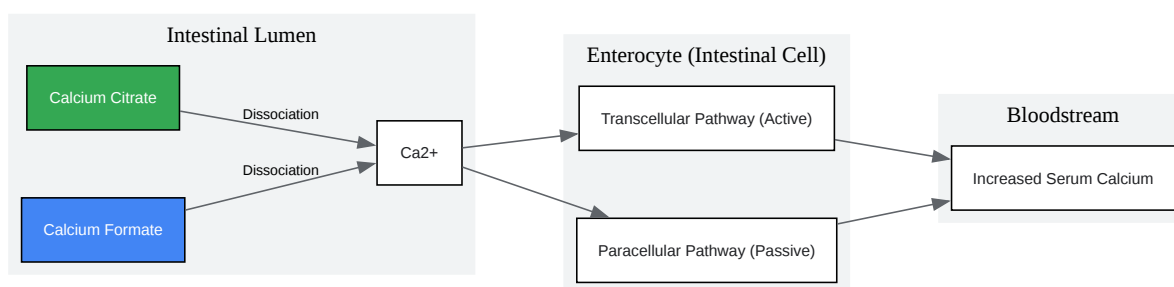 Intestinal Lumen
Calcium Citrate
Dissociation
Ca2+
Dissociation
Calcium Formate
Enterocyte (Intestinal Cell)
Transcellular Pathway (Active)
Paracellular Pathway (Passive)
Bloodstream
Increased Serum Calcium